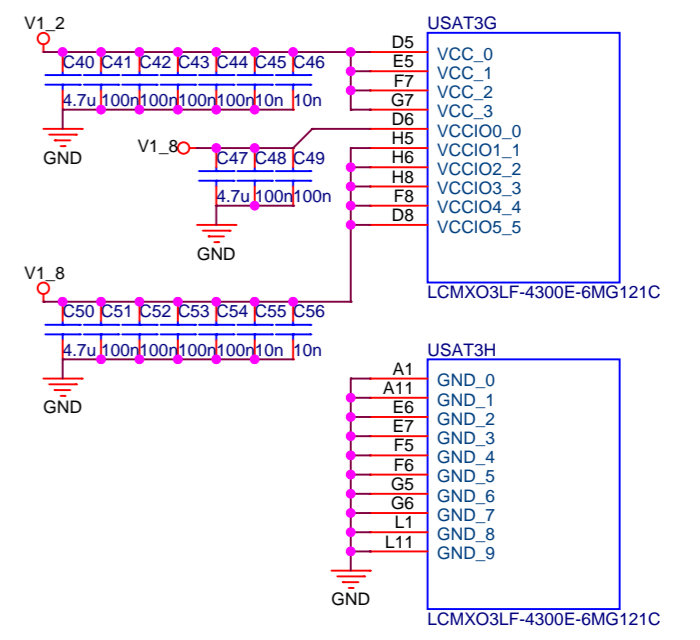 V1_2
C40 C41 C42 C43 C44 C45 C46
4.7u 100n 100n 100n 100n 10n 10n
GND
V1_8
C47 C48 C49
4.7u 100n 100n
GND
V1_8
C50 C51 C52 C53 C54 C55 C56
4.7u 100n 100n 100n 100n 10n 10n
GND
USAT3G
D5 VCC_0
E5 VCC_1
F7 VCC_2
G7 VCC_3
D6 VCCIO0_0
H5 VCCIO1_1
H6 VCCIO2_2
H8 VCCIO3_3
F8 VCCIO4_4
D8 VCCIO5_5
LCMXO3LF-4300E-6MG121C
USAT3H
A1 GND_0
A11 GND_1
E6 GND_2
E7 GND_3
F5 GND_4
F6 GND_5
G5 GND_6
G6 GND_7
L1 GND_8
L11 GND_9
GND
LCMXO3LF-4300E-6MG121C